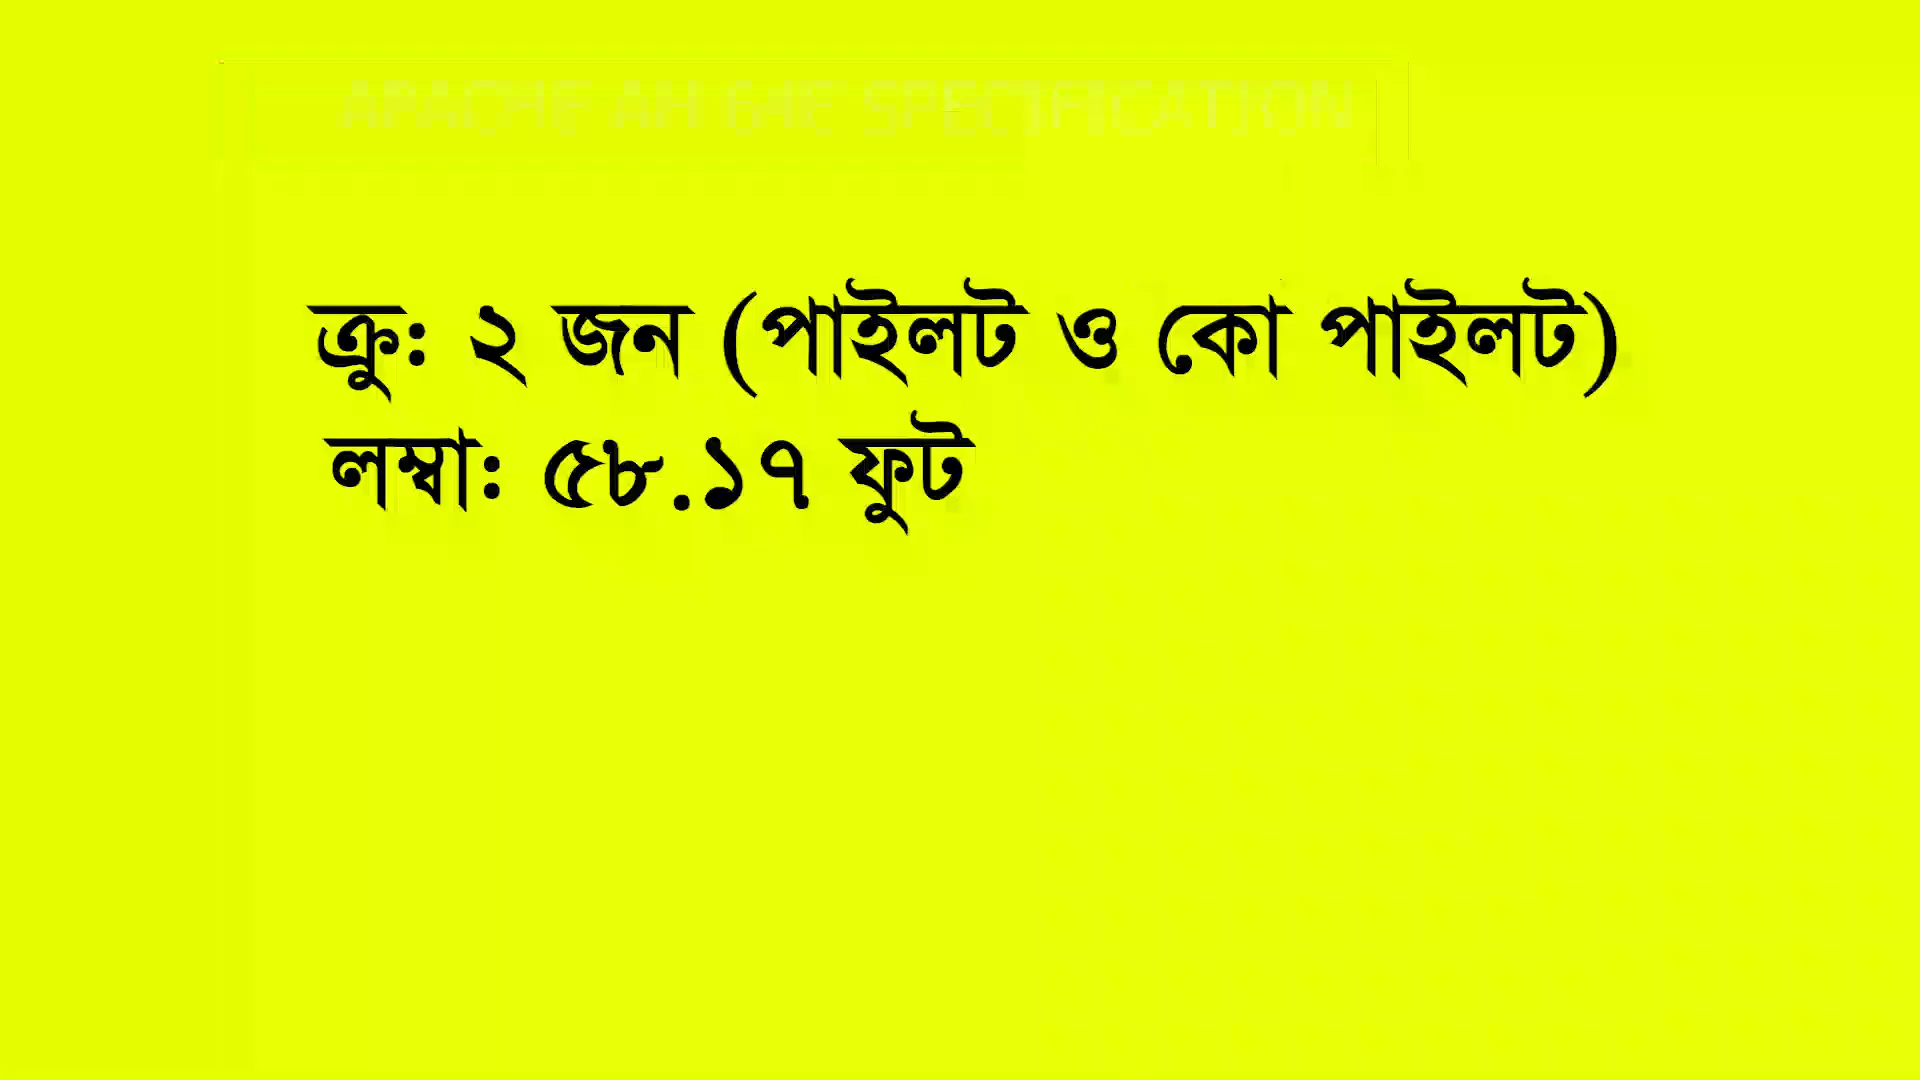 APACHE AH 64E SPECIFICATION
ক্রু: ২ জন (পাইলট ও কো পাইলট)
লম্বা: ৫৮.১৭ ফুট